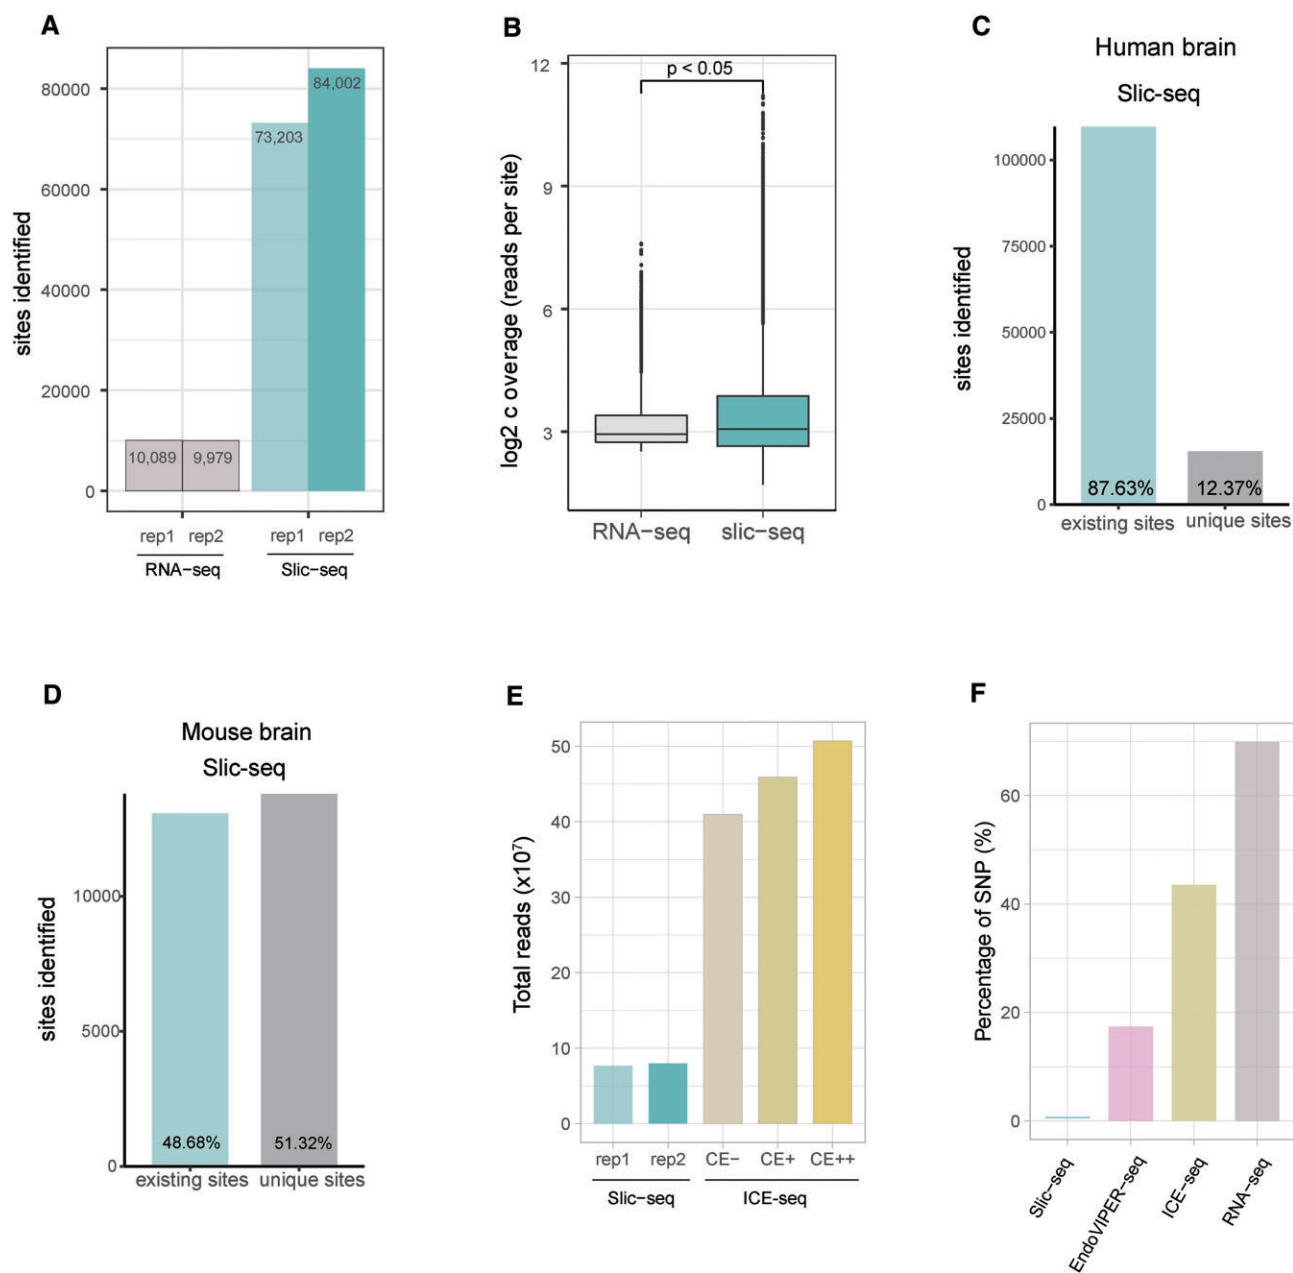 A
sites identified
80000
60000
40000
20000
0
10,089
9,979
73,203
84,002
rep1 rep2
rep1 rep2
RNA−seq
Slic−seq
B
log2 c overage (reads per site)
12
9
6
3
p < 0.05
RNA−seq
slic−seq
C
Human brain
Slic-seq
sites identified
100000
75000
50000
25000
0
87.63%
12.37%
existing sites
unique sites
D
Mouse brain
Slic-seq
sites identified
10000
5000
0
48.68%
51.32%
existing sites
unique sites
E
Total reads (x10⁷)
50
40
30
20
10
0
rep1
rep2
CE−
CE+
CE++
Slic−seq
ICE-seq
F
Percentage of SNP (%)
60
40
20
0
Slic−seq
EndoVIPER−seq
ICE−seq
RNA−seq